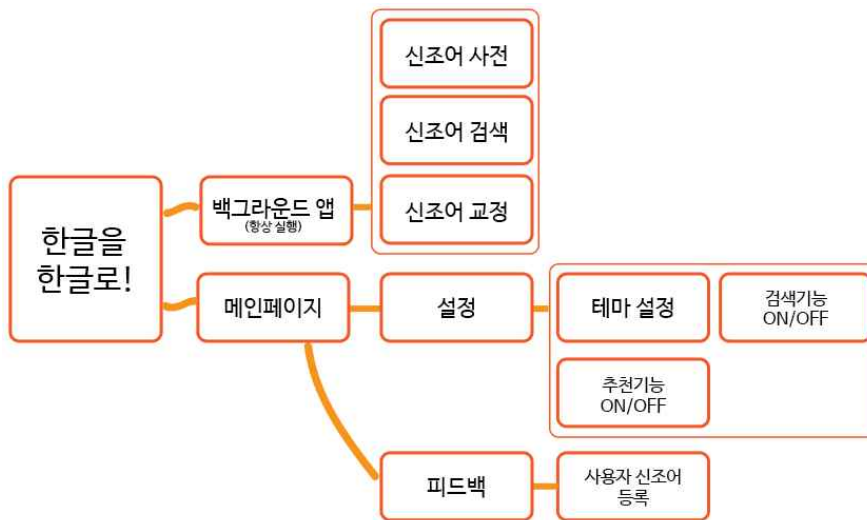 신조어 사전
신조어 검색
신조어 교정
백그라운드 앱
(항상 실행)
한글을
한글로!
메인페이지
설정
테마 설정
검색기능
ON/OFF
추천기능
ON/OFF
피드백
사용자 신조어
등록